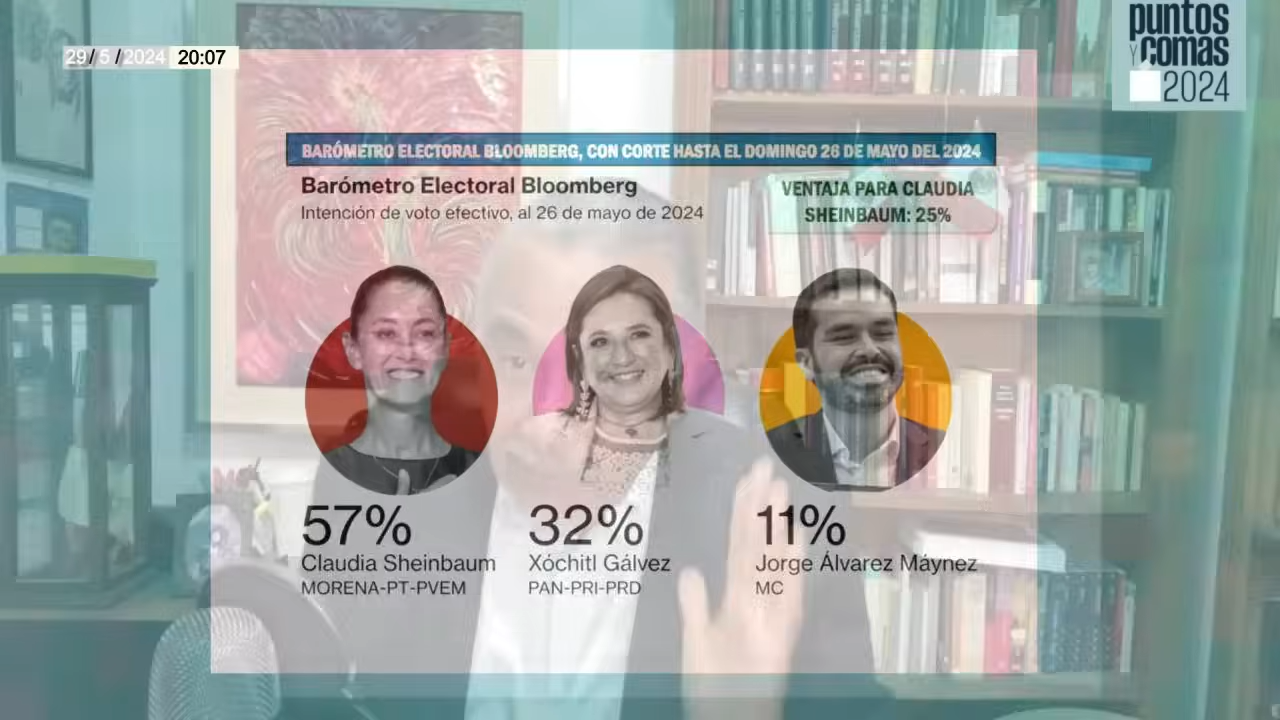 29/ 5 /2024 20:07
puntos
Y comas
2024
BARÓMETRO ELECTORAL BLOOMBERG, CON CORTE HASTA EL DOMINGO 26 DE MAYO DEL 2024
Barómetro Electoral Bloomberg
Intención de voto efectivo, al 26 de mayo de 2024
VENTAJA PARA CLAUDIA
SHEINBAUM: 25%
57%
Claudia Sheinbaum
MORENA-PT-PVEM
32%
Xóchitl Gálvez
PAN-PRI-PRD
11%
Jorge Álvarez Máynez
MC